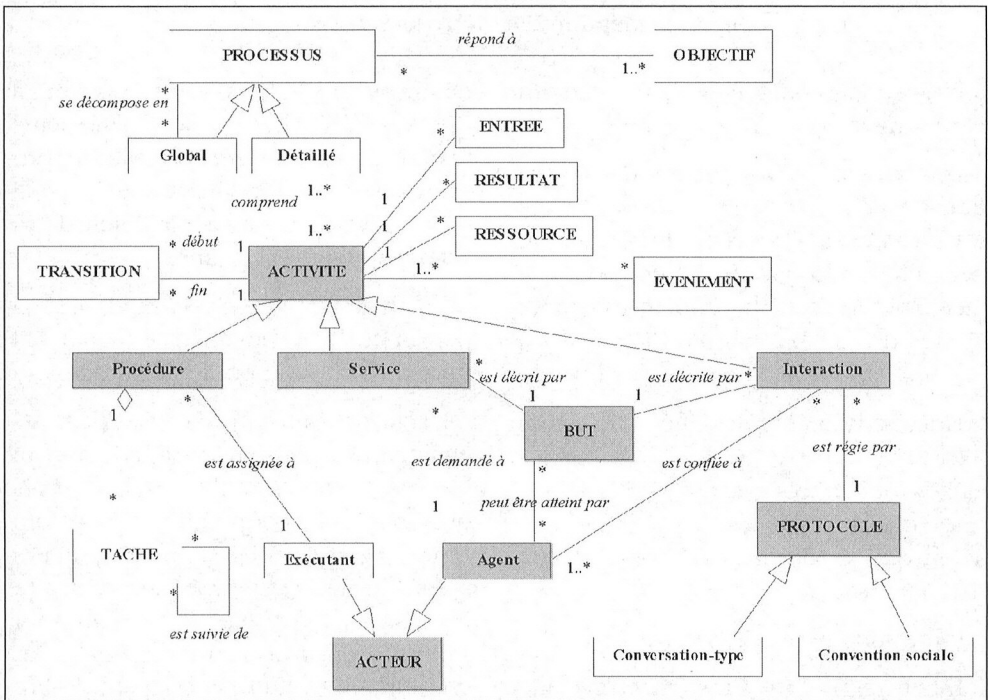 répond à
PROCESSUS
OBJECTIF
*
1..*
se décompose en
*
*
ENTREE
*
Global
Détaillé
RESULTAT
*
1..*
comprend
1
RESSOURCE
*
1
1..*
1
*
début
1
1..*
*
TRANSITION
ACTIVITE
EVENEMENT
*
fin
1
Procédure
Service
*
est décrit par
est décrite par
*
Interaction
1
*
1
1
*
*
*
BUT
est régie par
est assignée à
est demandé à
*
est confiée à
*
1
peut être atteint par
1
PROTOCOLE
1
*
*
TACHE
Exécutant
Agent
1..*
*
est suivie de
ACTEUR
Conversation-type
Convention sociale